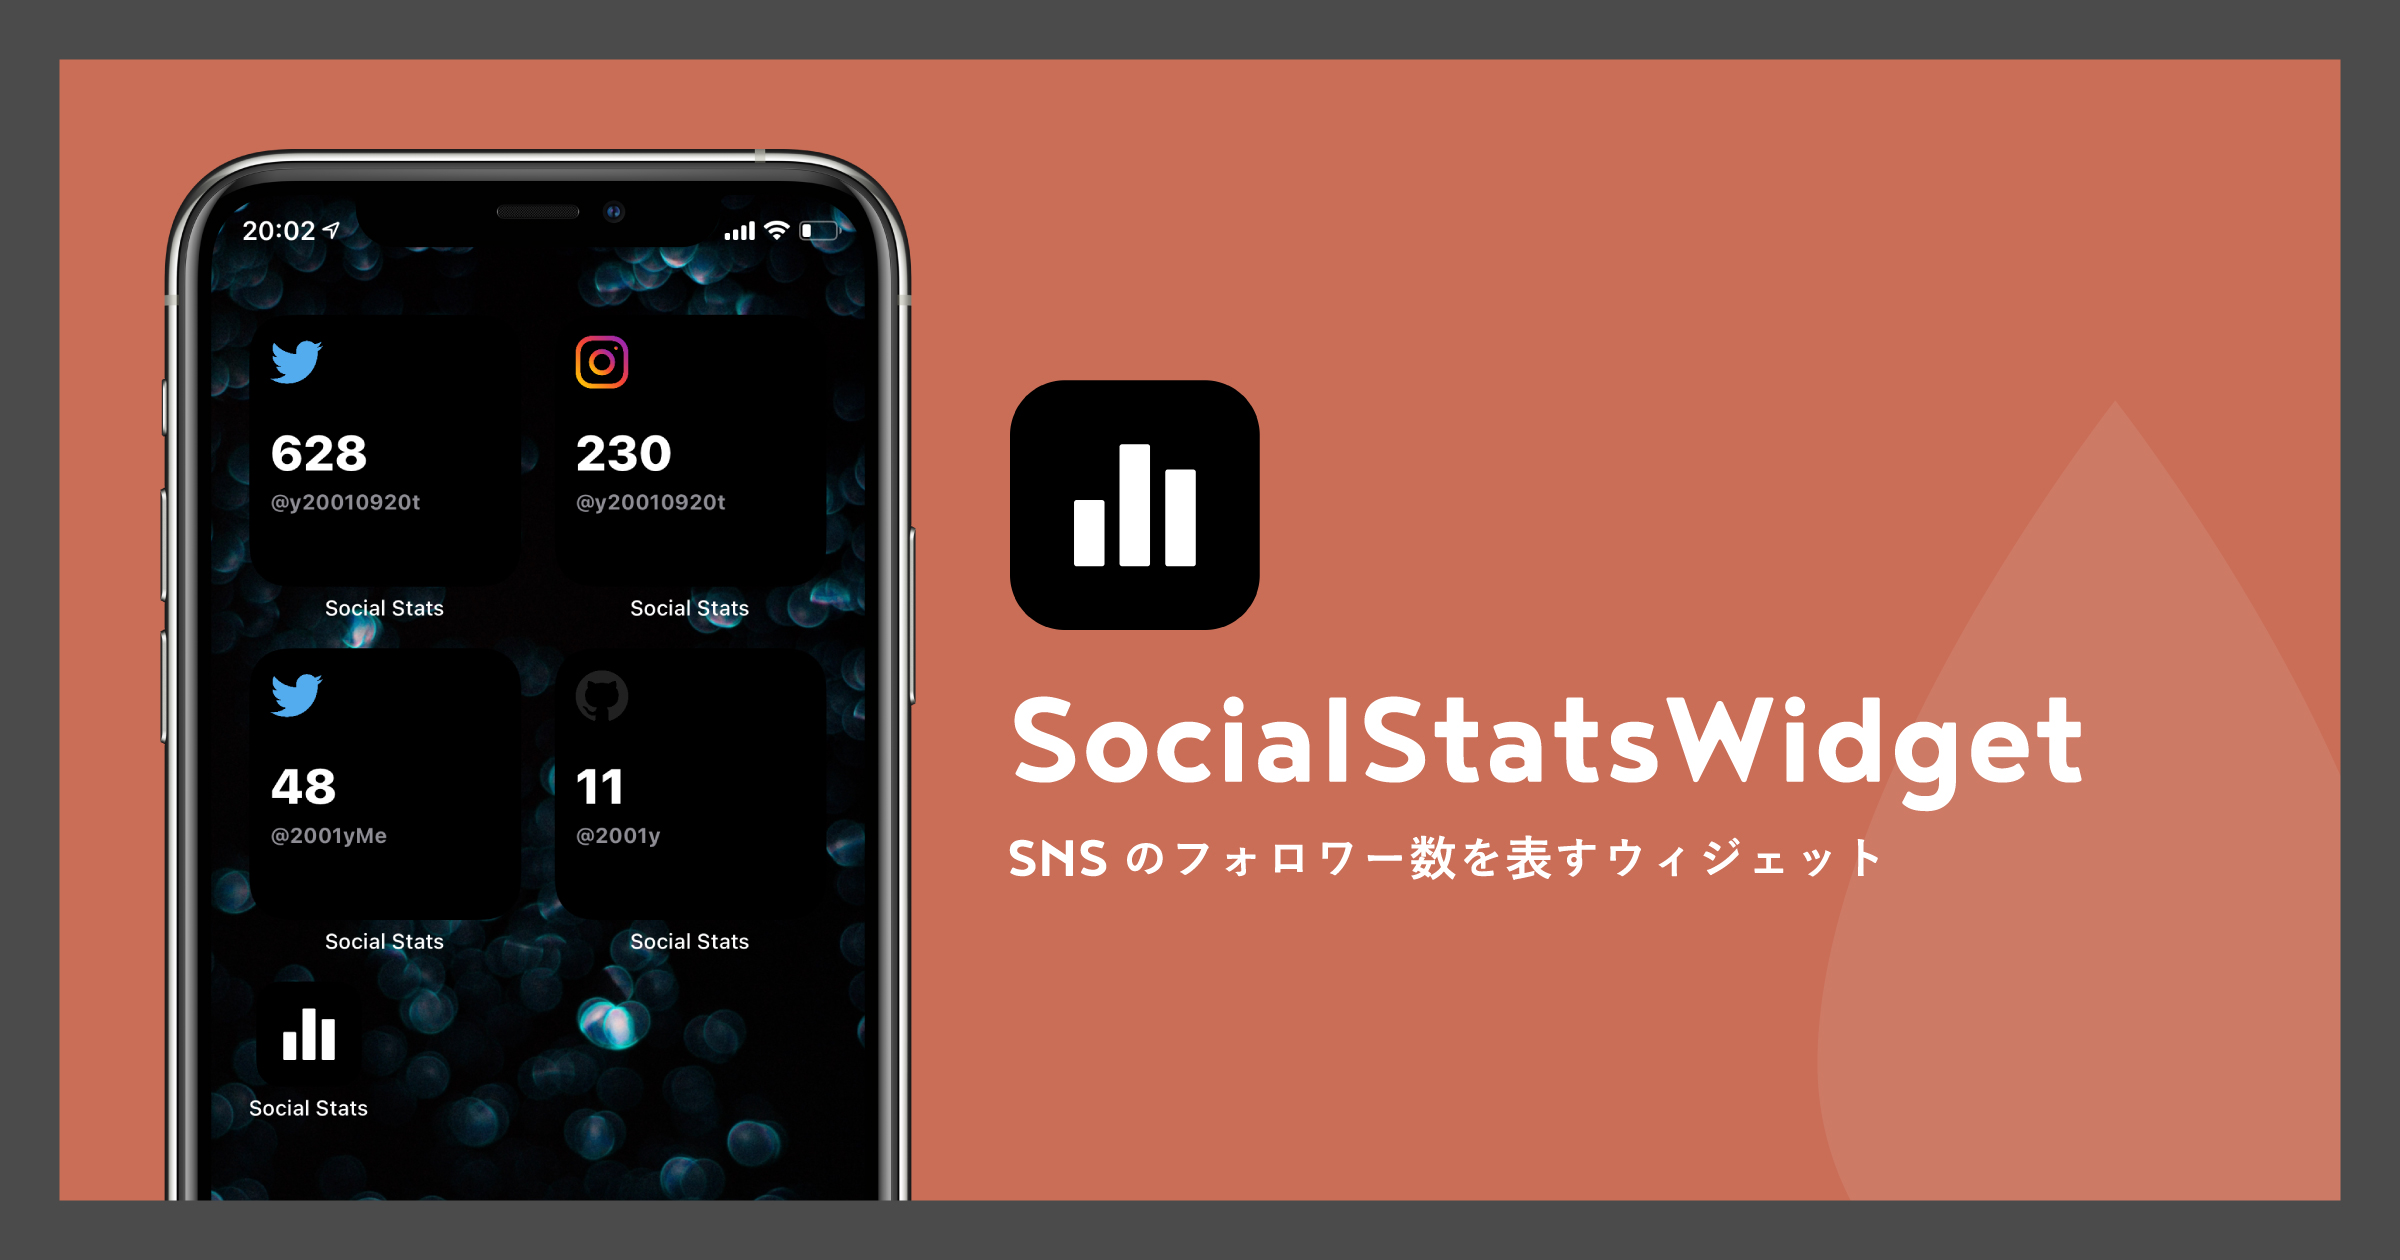 20:02
628
@y20010920t
Social Stats
230
@y20010920t
Social Stats
48
@2001yMe
Social Stats
11
@2001y
Social Stats
Social Stats
SocialStatsWidget
SNS のフォロワー数を表すウィジェット